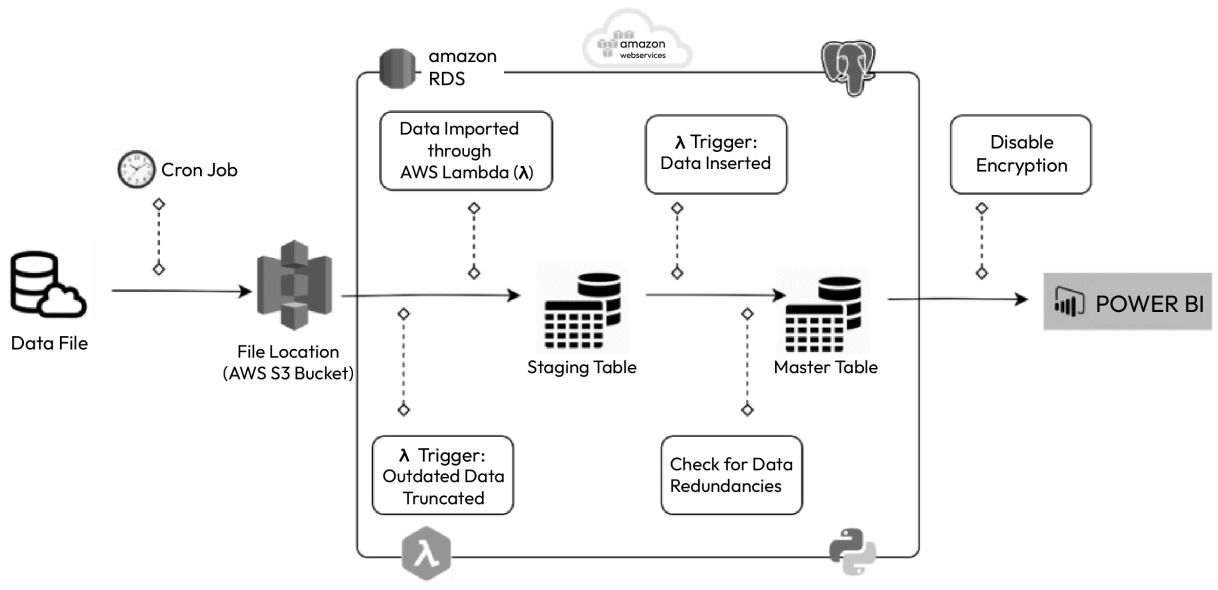 amazon
webservices
amazon
RDS
Data Imported
through
AWS Lambda (λ)
λ Trigger:
Data Inserted
Disable
Encryption
Cron Job
Data File
File Location
(AWS S3 Bucket)
Staging Table
Master Table
POWER BI
λ Trigger:
Outdated Data
Truncated
Check for Data
Redundancies
λ